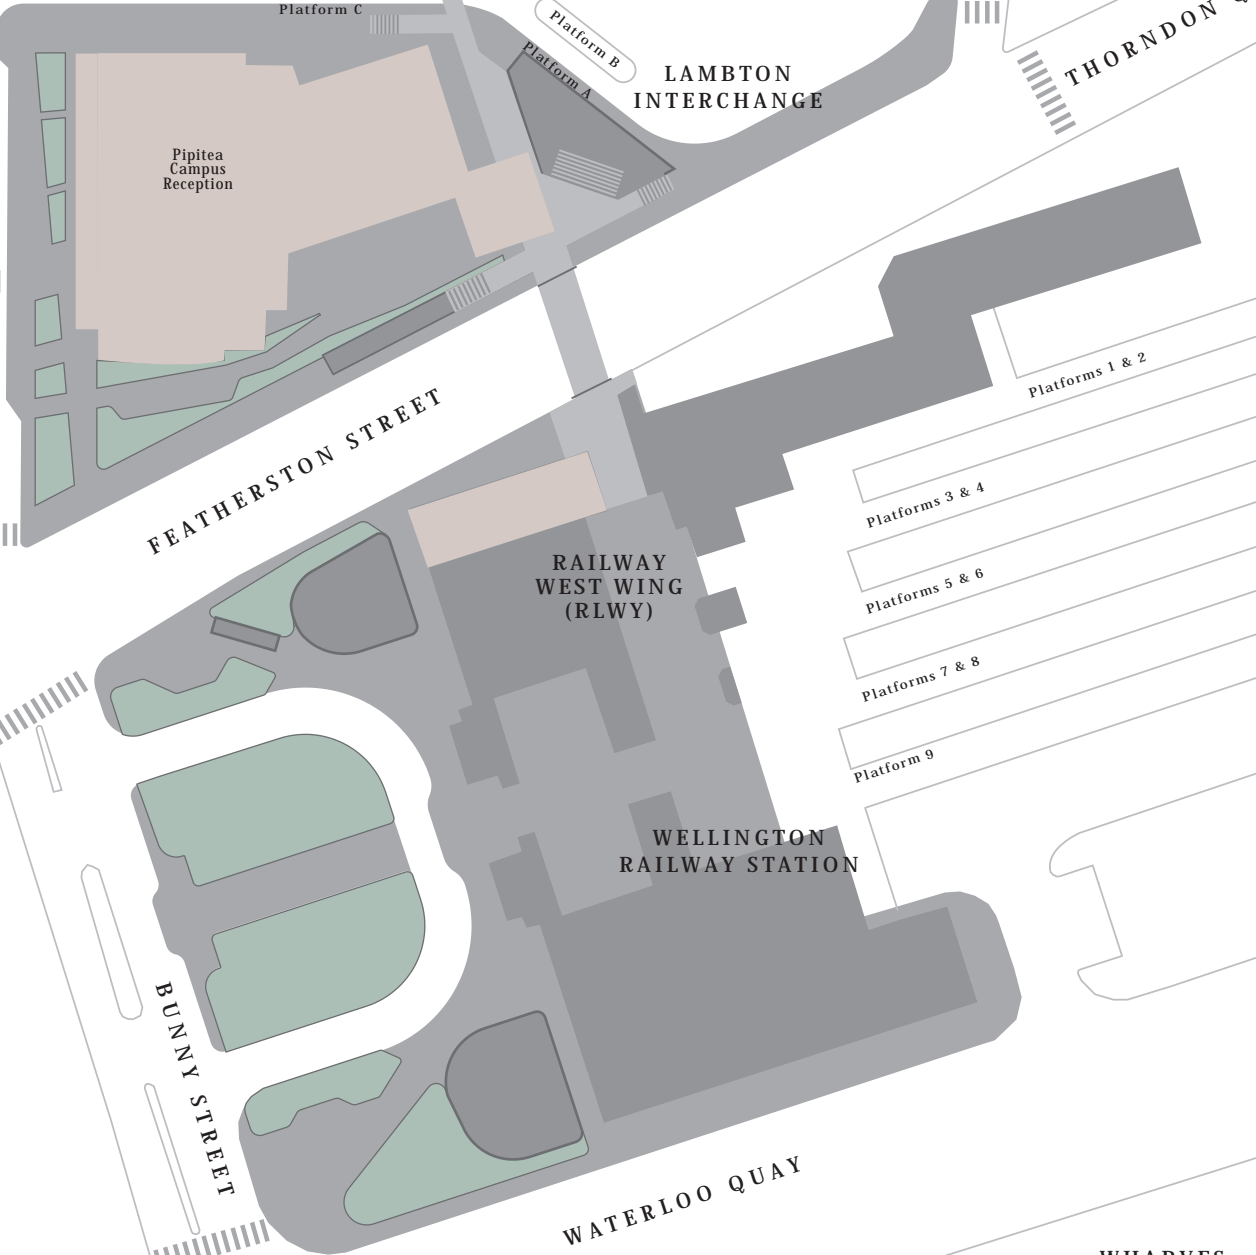 Platform C
Platform B
Platform A
LAMBTON
INTERCHANGE
THORNDON
Pipitea
Campus
Reception
Platforms 1 & 2
FEATHERSTON STREET
Platforms 3 & 4
RAILWAY
WEST WING
(RLWY)
Platforms 5 & 6
Platforms 7 & 8
Platform 9
WELLINGTON
RAILWAY STATION
BUNNY STREET
WATERLOO QUAY
WHARVES